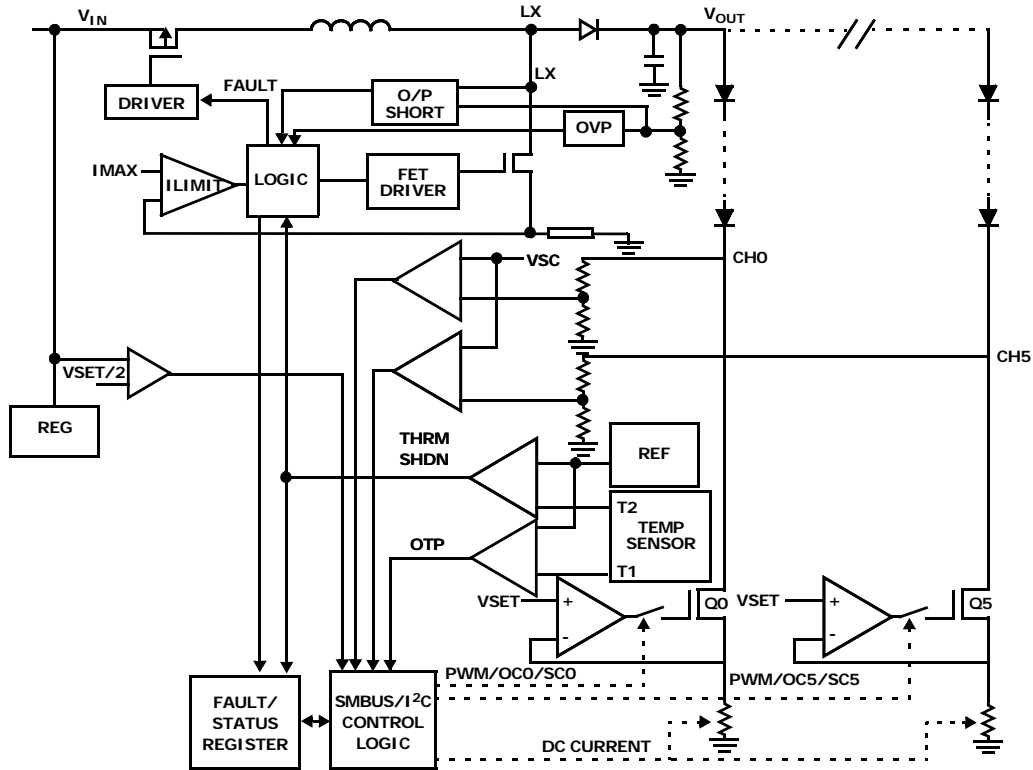 VIN
LX
VOUT
LX
FAULT
DRIVER
O/P
SHORT
OVP
IMAX
ILIMIT
LOGIC
FET
DRIVER
VSC
CH0
CH5
VSET/2
REG
THRM
SHDN
REF
T2
TEMP
SENSOR
T1
OTP
VSET
+
-
Q0
VSET
+
-
Q5
PWM/OC0/SC0
PWM/OC5/SC5
FAULT/
STATUS
REGISTER
SMBUS/I²C
CONTROL
LOGIC
DC CURRENT